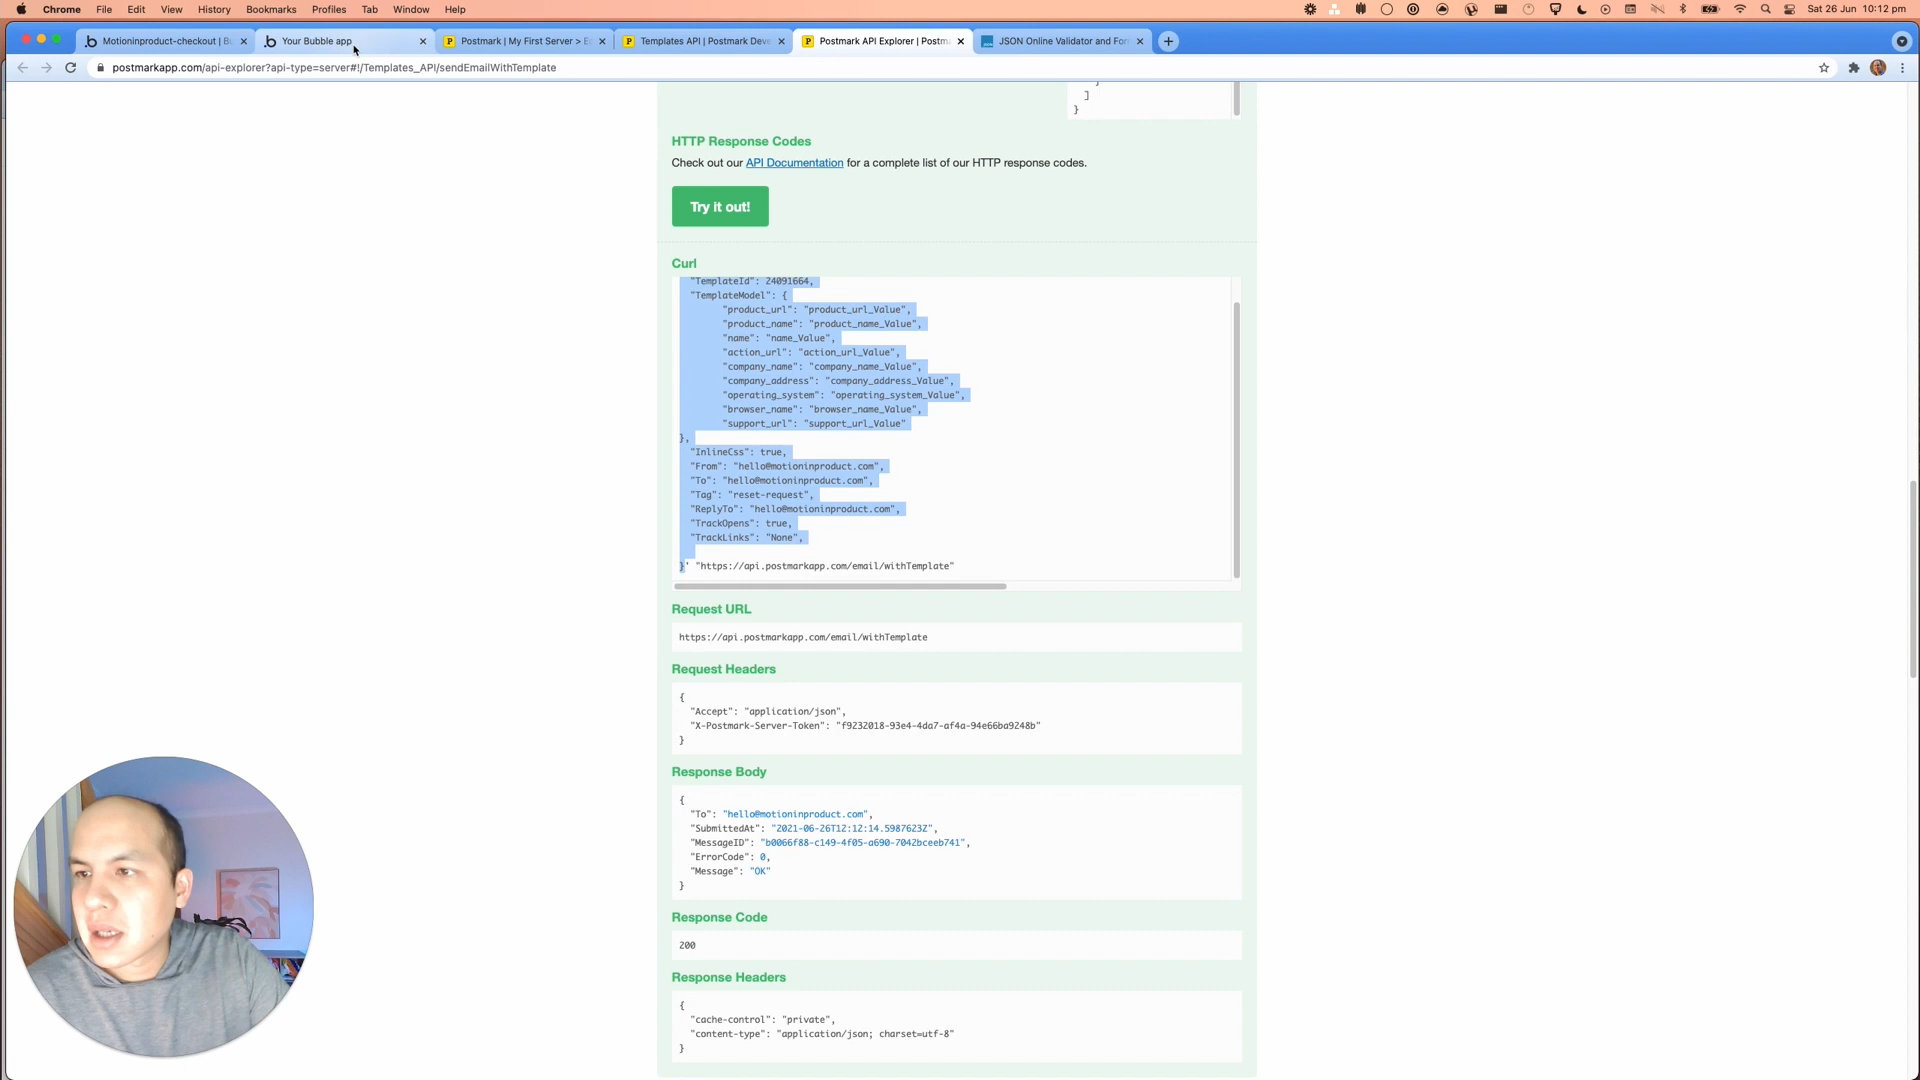 Chrome File Edit View History Bookmarks Profiles Tab Window Help Sat 26 Jun 10:12 pm
Motioninproduct-checkout | Bu Your Bubble app Postmark | My First Server > Ed Templates API | Postmark Deve Postmark API Explorer | Postma JSON Online Validator and For
postmarkapp.com/api-explorer?api-type=server#!/Templates_API/sendEmailWithTemplate
]
}
HTTP Response Codes
Check out our API Documentation for a complete list of our HTTP response codes.
Try it out!
Curl
"TemplateId": 24091664,
"TemplateModel": {
"product_url": "product_url_Value",
"product_name": "product_name_Value",
"name": "name_Value",
"action_url": "action_url_Value",
"company_name": "company_name_Value",
"company_address": "company_address_Value",
"operating_system": "operating_system_Value",
"browser_name": "browser_name_Value",
"support_url": "support_url_Value"
},
"InlineCss": true,
"From": "hello@motioninproduct.com",
"To": "hello@motioninproduct.com",
"Tag": "reset-request",
"ReplyTo": "hello@motioninproduct.com",
"TrackOpens": true,
"TrackLinks": "None",
}' "https://api.postmarkapp.com/email/withTemplate"
Request URL
https://api.postmarkapp.com/email/withTemplate
Request Headers
{
"Accept": "application/json",
"X-Postmark-Server-Token": "f9232018-93e4-4da7-af4a-94e66ba9248b"
}
Response Body
{
"To": "hello@motioninproduct.com",
"SubmittedAt": "2021-06-26T12:12:14.5987623Z",
"MessageID": "b0066f88-c149-4f05-a690-7042bceeb741",
"ErrorCode": 0,
"Message": "OK"
}
Response Code
200
Response Headers
{
"cache-control": "private",
"content-type": "application/json; charset=utf-8"
}